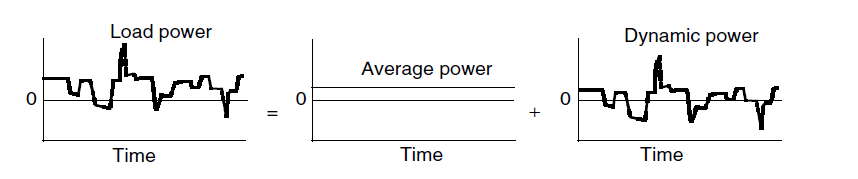 Load power
0
Time
=
Average power
0
Time
+
Dynamic power
0
Time